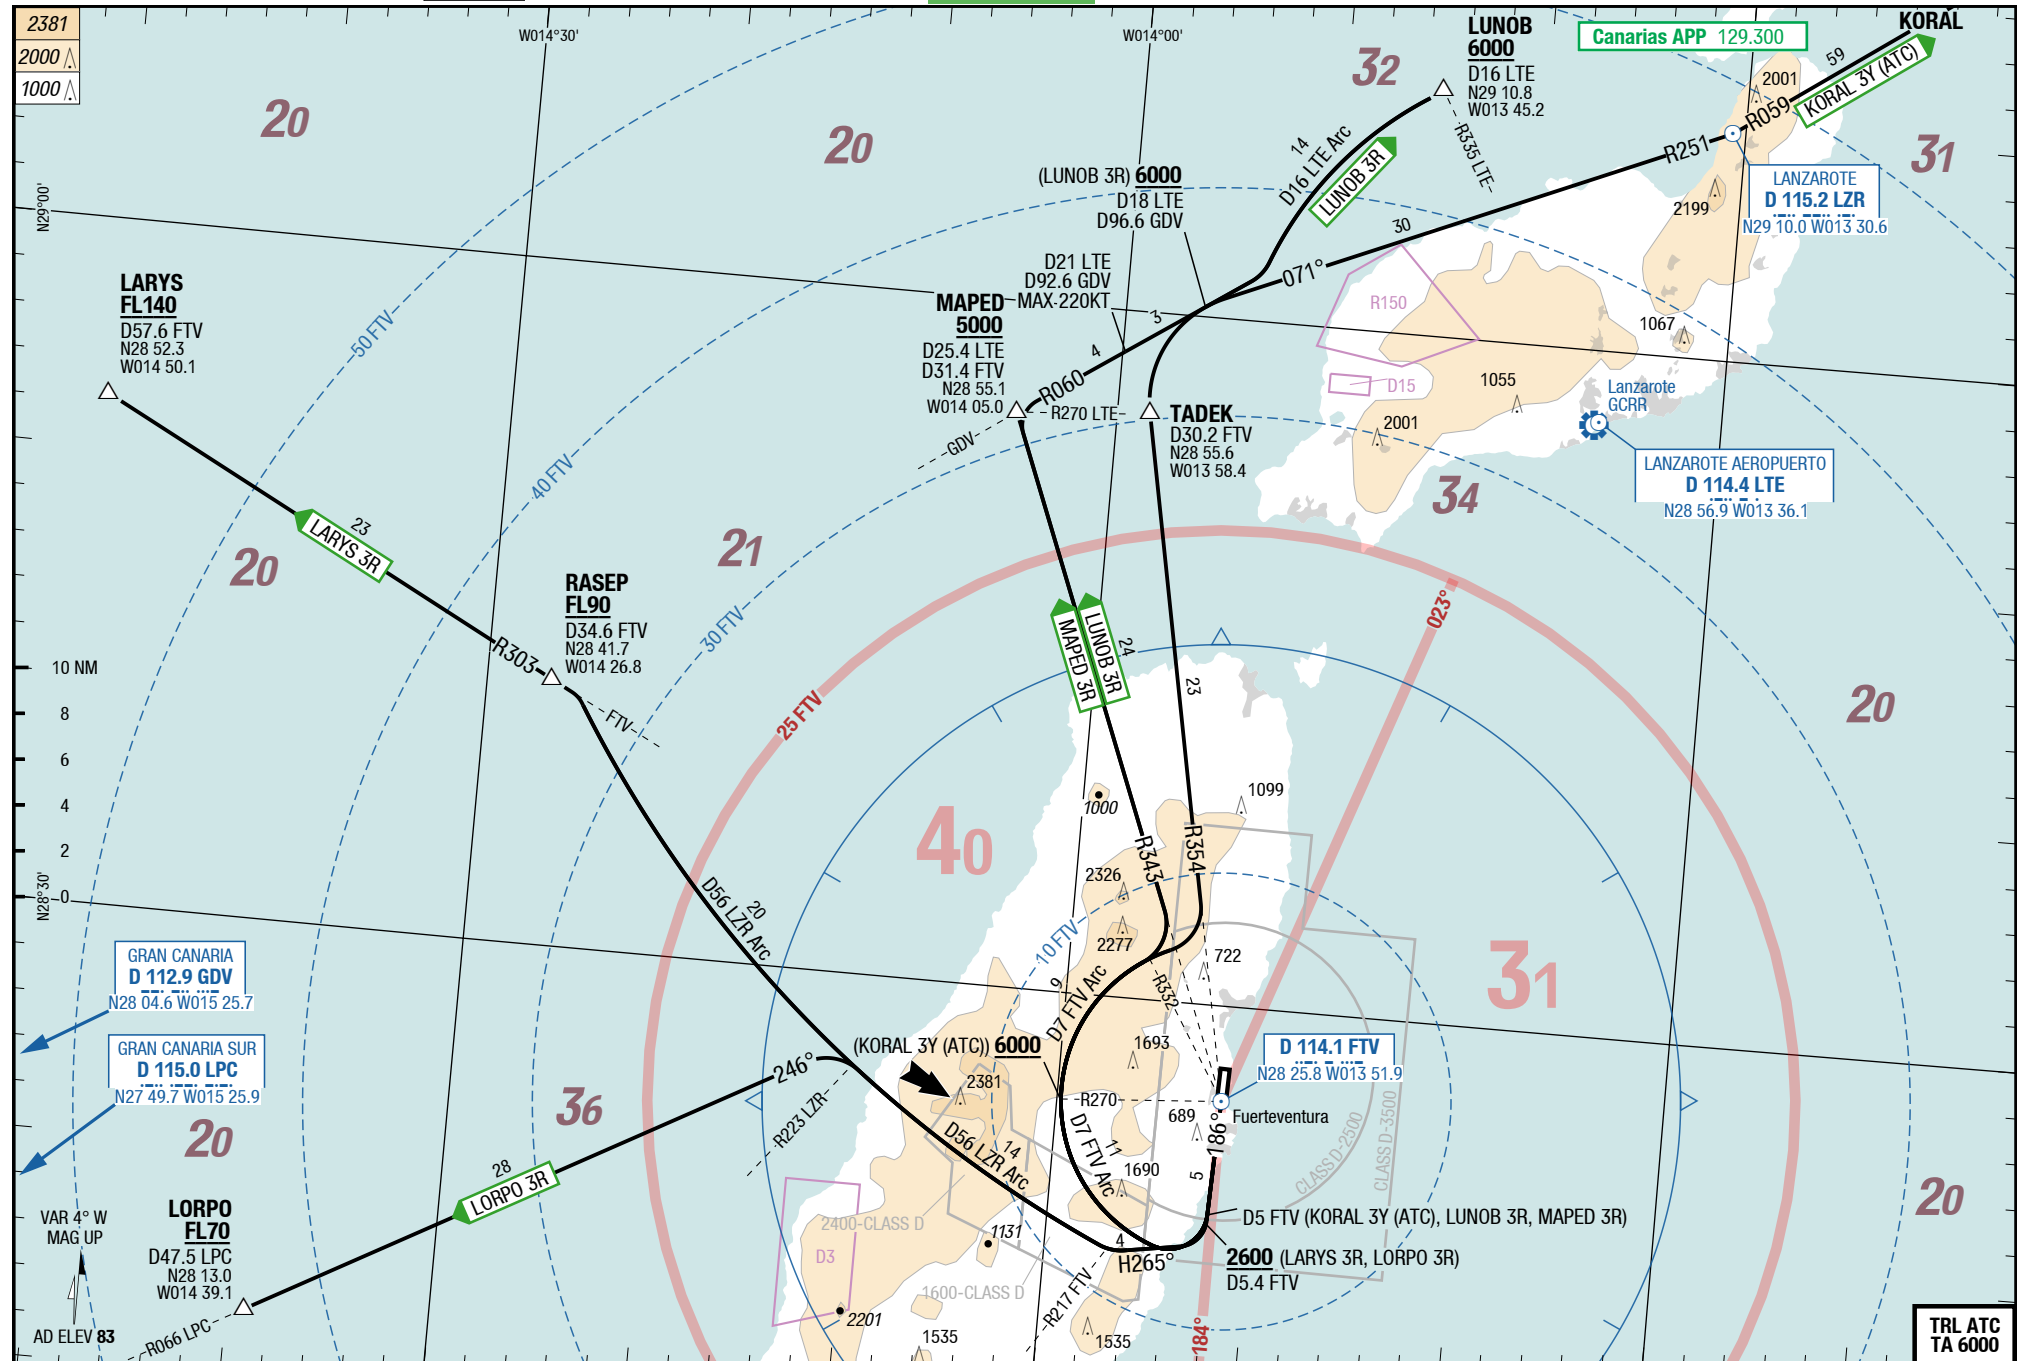 2381
2000
1000
W014°30'
W014°00'
LUNOB
6000
D16 LTE
N29 10.8
W013 45.2
Canarias APP 129.300
KORAL
59
KORAL 3Y (ATC)
R059
2001
R251
31
32
20
20
14
D16 LTE Arc
LUNOB 3R
R335 LTE
(LUNOB 3R) 6000
D18 LTE
D96.6 GDV
LANZAROTE
D 115.2 LZR
N29 10.0 W013 30.6
2199
30
071°
N29°00'
D21 LTE
D92.6 GDV
MAX 220KT
MAPED
5000
D25.4 LTE
D31.4 FTV
N28 55.1
W014 05.0
3
4
R060
R270 LTE
GDV
TADEK
D30.2 FTV
N28 55.6
W013 58.4
R150
D15
1067
1055
2001
Lanzarote
GCRR
LANZAROTE AEROPUERTO
D 114.4 LTE
N28 56.9 W013 36.1
34
LARYS
FL140
D57.6 FTV
N28 52.3
W014 50.1
50 FTV
40 FTV
30 FTV
25 FTV
23
LARYS 3R
20
21
RASEP
FL90
D34.6 FTV
N28 41.7
W014 26.8
R303
FTV
MAPED 3R
LUNOB 3R
24
23
023°
20
10 NM
8
6
4
2
0
N28°30'
40
1000
1099
R343
R354
2326
2277
10 FTV
722
31
20
D56 LZR Arc
9
D7 FTV Arc
R332
GRAN CANARIA
D 112.9 GDV
N28 04.6 W015 25.7
GRAN CANARIA SUR
D 115.0 LPC
N27 49.7 W015 25.9
(KORAL 3Y (ATC)) 6000
1693
D 114.1 FTV
N28 25.8 W013 51.9
246°
2381
R270
689
Fuerteventura
R223 LZR
36
20
D56 LZR Arc
14
D7 FTV Arc
11
1690
186°
5
CLASS D-2500
CLASS D-3500
28
LORPO 3R
20
LORPO
FL70
D47.5 LPC
N28 13.0
W014 39.1
R066 LPC
VAR 4° W
MAG UP
AD ELEV 83
2400-CLASS D
D3
1131
1600-CLASS D
4
H265°
D5 FTV (KORAL 3Y (ATC), LUNOB 3R, MAPED 3R)
2600 (LARYS 3R, LORPO 3R)
D5.4 FTV
R217 FTV
2201
1535
1535
184°
TRL ATC
TA 6000